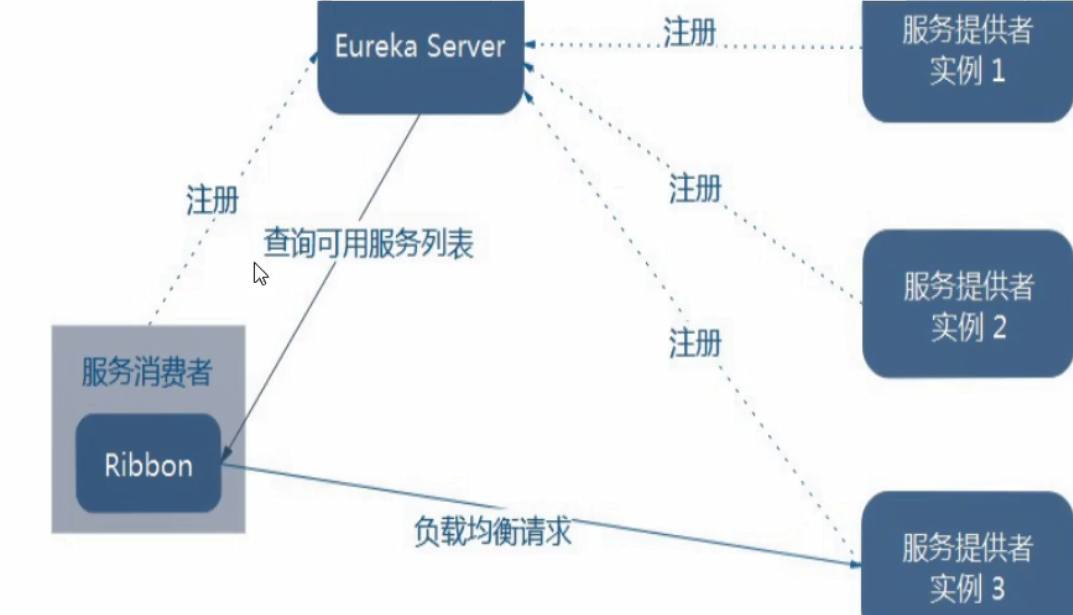 Eureka Server
注册
服务提供者
实例 1
注册
注册
查询可用服务列表
服务提供者
实例 2
注册
服务消费者
Ribbon
负载均衡请求
服务提供者
实例 3